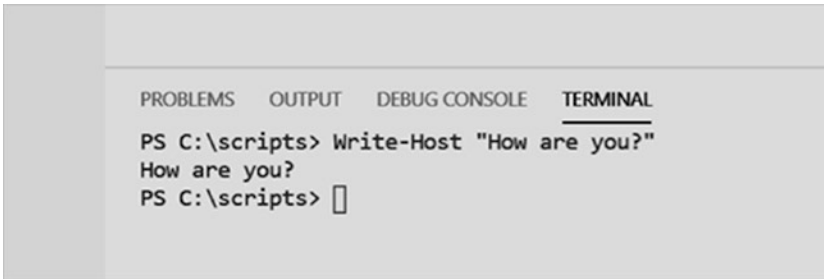 PROBLEMS OUTPUT DEBUG CONSOLE TERMINAL
PS C:\scripts> Write-Host "How are you?"
How are you?
PS C:\scripts>